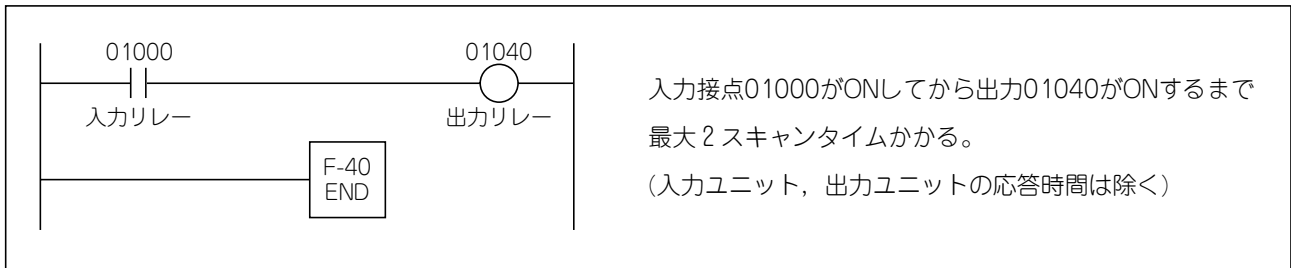 01000
01040
入力リレー
出力リレー
F-40
END
入力接点01000がONしてから出力01040がONするまで
最大2スキャンタイムかかる。
(入力ユニット，出力ユニットの応答時間は除く)